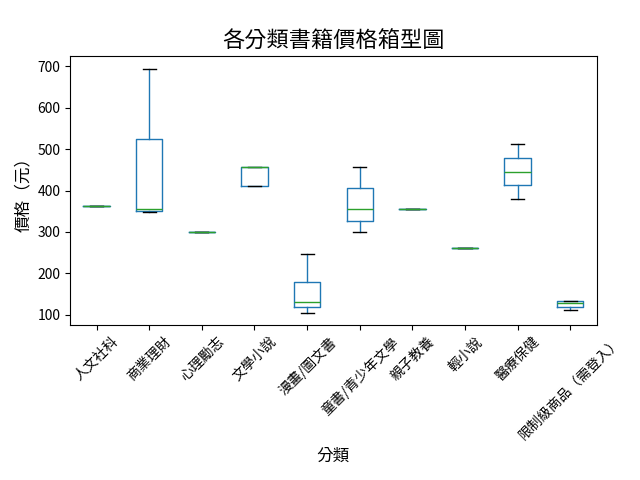 各分類書籍價格箱型圖
價格（元）
700
600
500
400
300
200
100
人文社科
商業理財
心理勵志
文學小說
漫畫/圖文書
童書/青少年文學
親子教養
輕小說
醫療保健
限制級商品（需登入）
分類